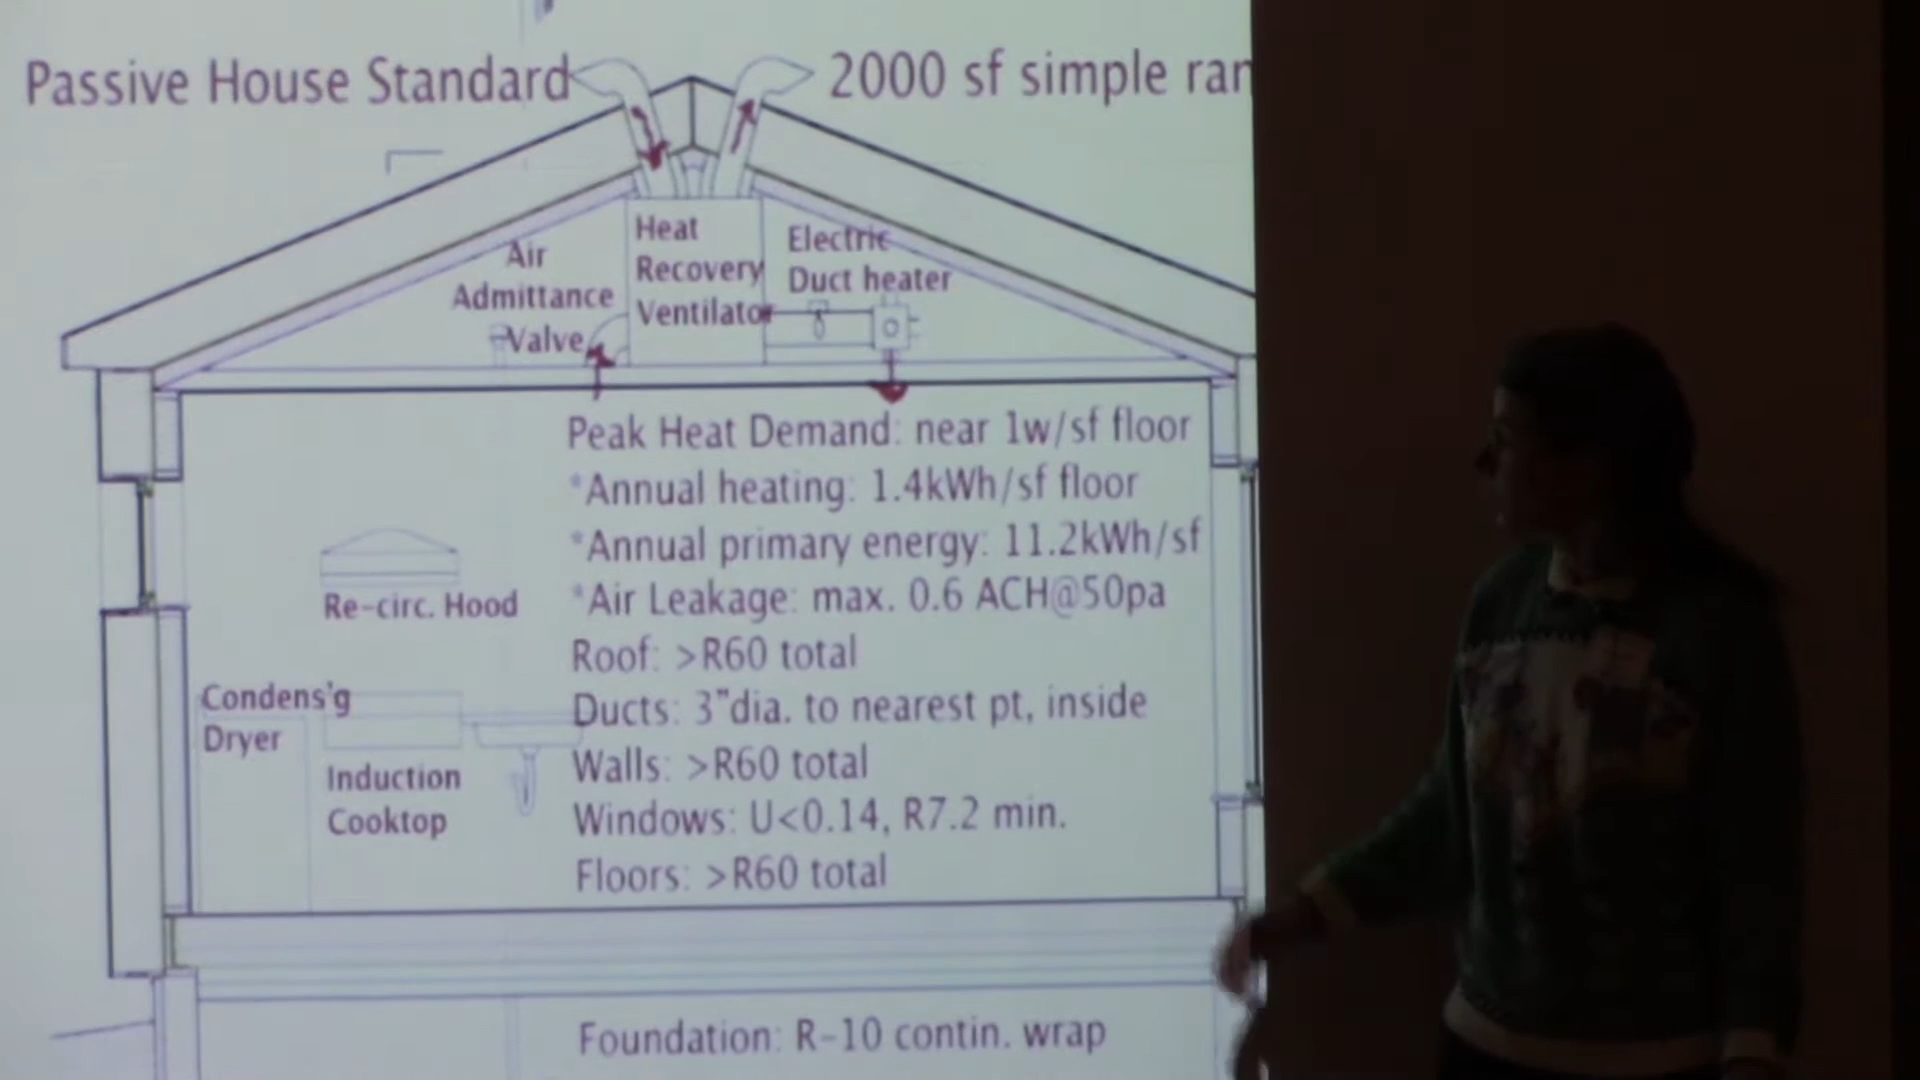 Passive House Standard
2000 sf simple
Air
Admittance
Valve
Heat
Recovery
Ventilator
Electric
Duct heater
Peak Heat Demand: near 1w/sf floor
*Annual heating: 1.4kWh/sf floor
*Annual primary energy: 11.2kWh/sf
*Air Leakage: max. 0.6 ACH@50pa
Roof: >R60 total
Ducts: 3"dia. to nearest pt, inside
Walls: >R60 total
Windows: U<0.14, R7.2 min.
Floors: >R60 total
Re-circ. Hood
Condens'g
Dryer
Induction
Cooktop
Foundation: R-10 contin. wrap